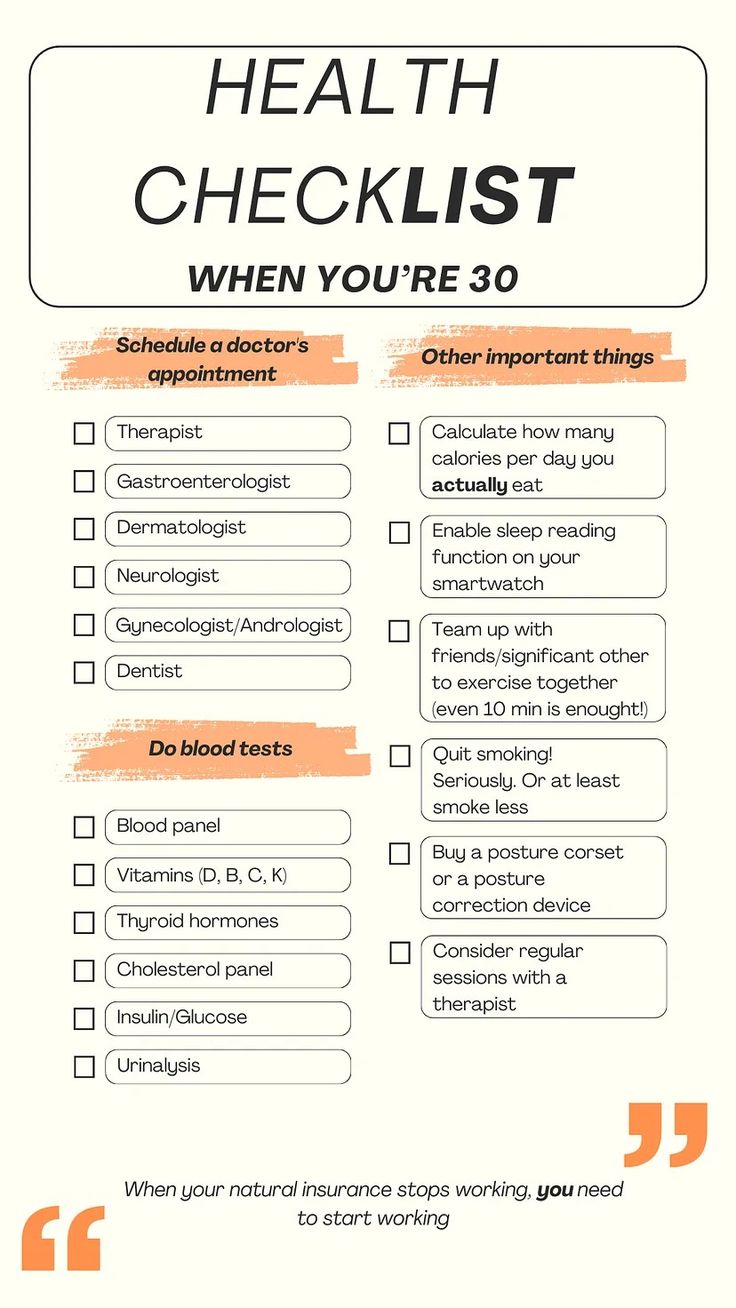 HEALTH
CHECKLIST
WHEN YOU'RE 30
Schedule a doctor's
appointment
Therapist
Gastroenterologist
Dermatologist
Neurologist
Gynecologist/Andrologist
Dentist
Do blood tests
Blood panel
Vitamins (D, B, C, K)
Thyroid hormones
Cholesterol panel
Insulin/Glucose
Urinalysis
Other important things
Calculate how many
calories per day you
actually eat
Enable sleep reading
function on your
smartwatch
Team up with
friends/significant other
to exercise together
(even 10 min is enought!)
Quit smoking!
Seriously. Or at least
smoke less
Buy a posture corset
or a posture
correction device
Consider regular
sessions with a
therapist
When your natural insurance stops working, you need
to start working